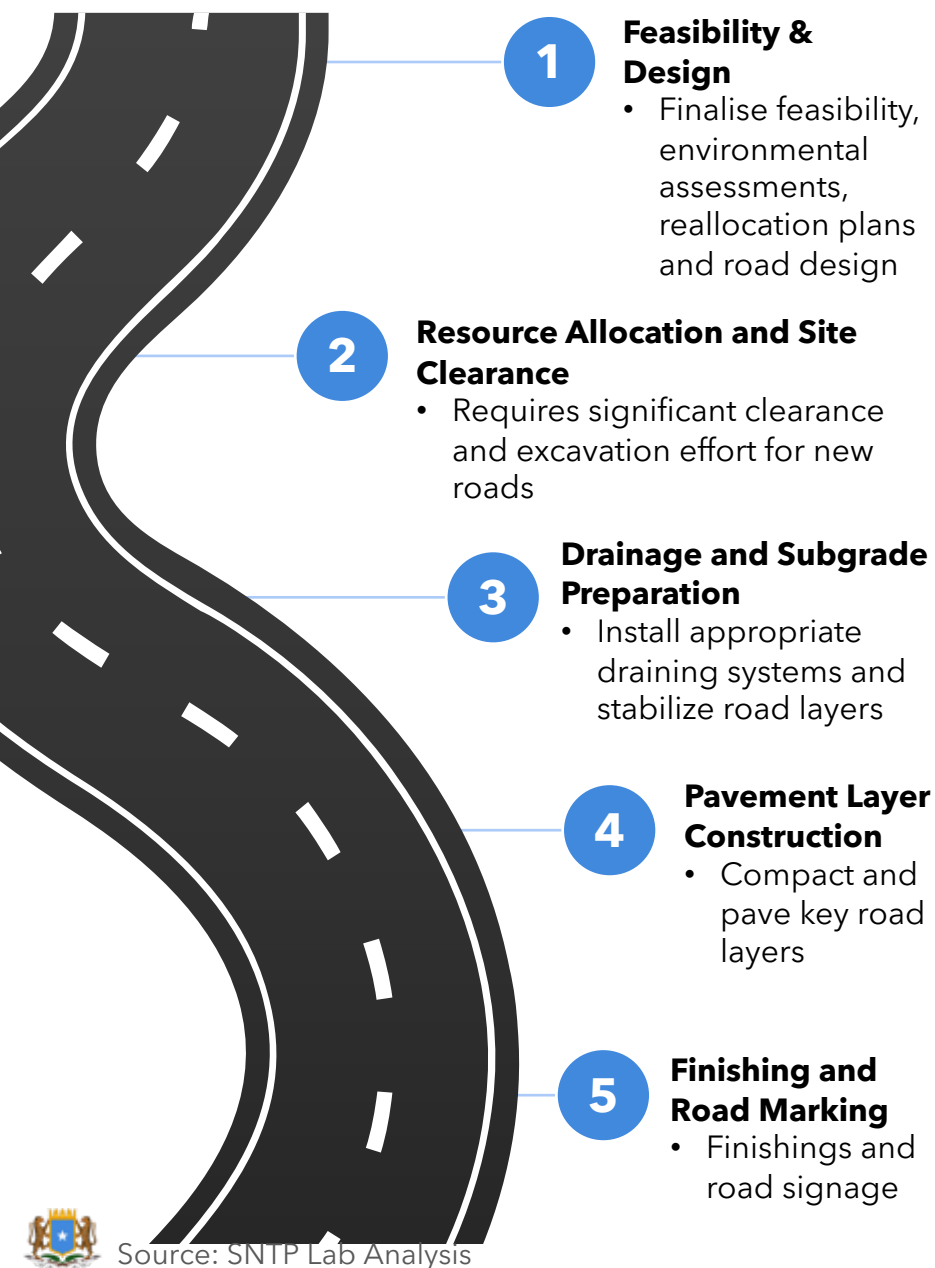 1
Feasibility &
Design
• Finalise feasibility,
environmental
assessments,
reallocation plans
and road design
2
Resource Allocation and Site
Clearance
• Requires significant clearance
and excavation effort for new
roads
3
Drainage and Subgrade
Preparation
• Install appropriate
draining systems and
stabilize road layers
4
Pavement Layer
Construction
• Compact and
pave key road
layers
5
Finishing and
Road Marking
• Finishings and
road signage
Source: SNTP Lab Analysis